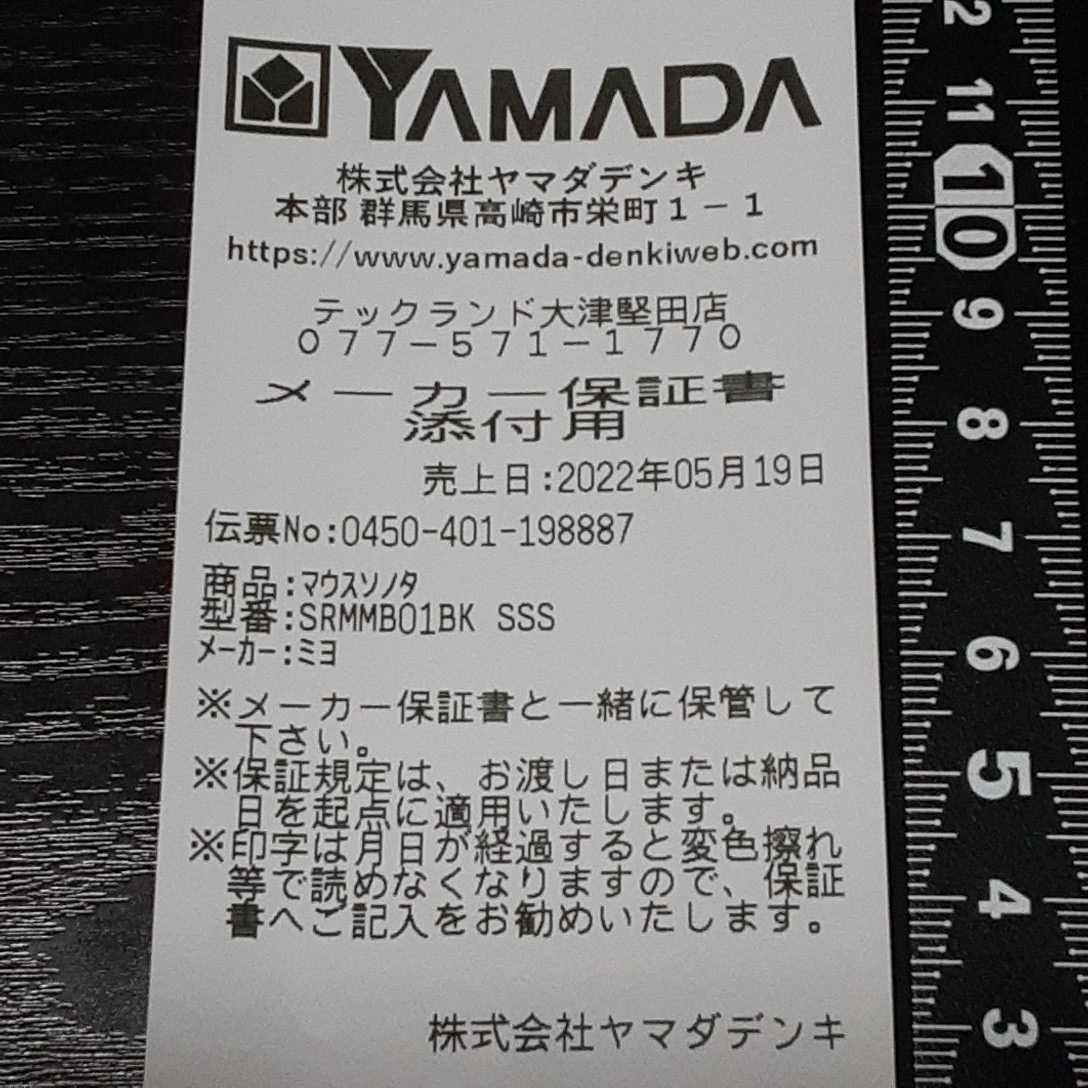 YAMADA
株式会社ヤマダデンキ
本部 群馬県高崎市栄町1-1
https://www.yamada-denkiweb.com
テックランド大津堅田店
077-571-1770
メーカー保証書
添付用
売上日:2022年05月19日
伝票No:0450-401-198887
商品:マウスソノタ
型番:SRMMB01BK SSS
メーカー:ミヨ
※メーカー保証書と一緒に保管して
下さい。
※保証規定は、お渡し日または納品
日を起点に適用いたします。
※印字は月日が経過すると変色擦れ
等で読めなくなりますので、保証
書へご記入をお勧めいたします。
株式会社ヤマダデンキ
12
11
10
9
8
7
6
5
4
3